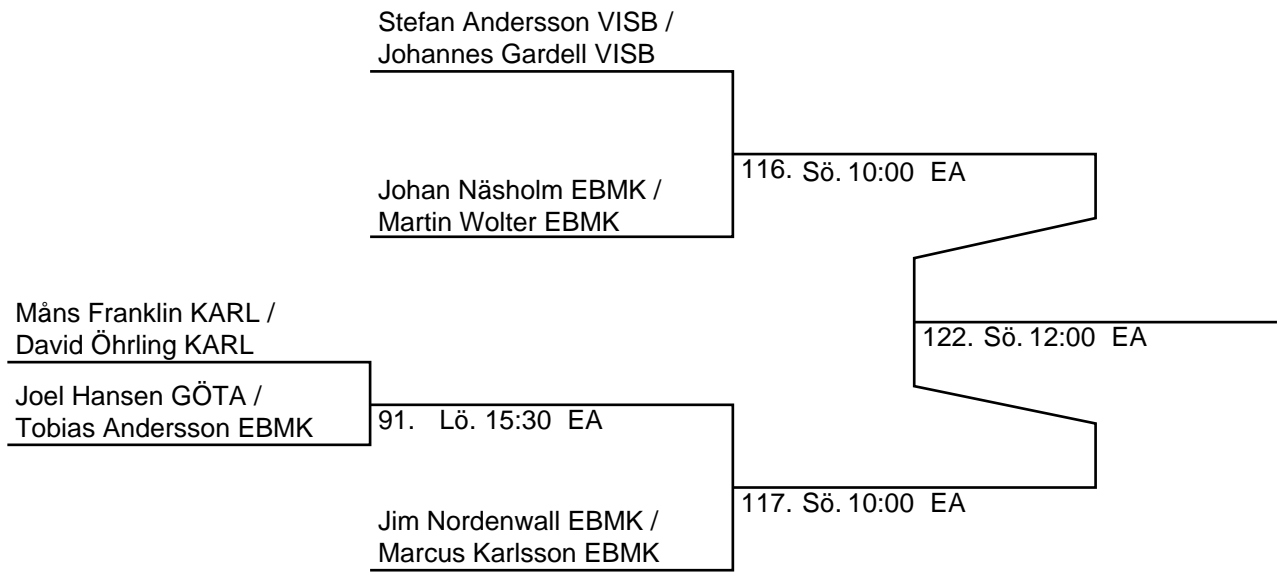 Stefan Andersson VISB /
Johannes Gardell VISB
116. Sö. 10:00 EA
Johan Näsholm EBMK /
Martin Wolter EBMK
Måns Franklin KARL /
David Öhrling KARL
122. Sö. 12:00 EA
Joel Hansen GÖTA /
Tobias Andersson EBMK
91. Lö. 15:30 EA
117. Sö. 10:00 EA
Jim Nordenwall EBMK /
Marcus Karlsson EBMK